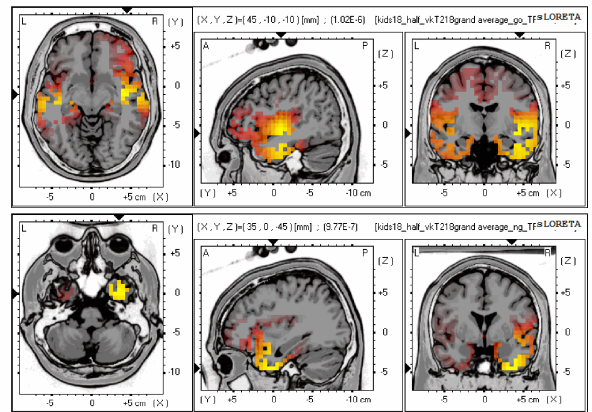 [X, Y, Z]=[45, -10, -10] [mm] ; (1.02E-6) [kids18_half_vkT218grand average_go_TF sLORETA
L R (Y)
+5
0
-5
-10
-5 0 +5 cm (X)
A P (Z)
+5
0
-5
(Y) +5 0 -5 -10 cm
L R (Z)
+5
0
-5
-5 0 +5 cm (X)
[X, Y, Z]=[35, 0, -45] [mm] ; (9.77E-7) [kids18_half_vkT218grand average_ng_TF sLORETA
L R (Y)
+5
0
-5
-10
-5 0 +5 cm (X)
A P (Z)
+5
0
-5
(Y) +5 0 -5 -10 cm
L R (Z)
+5
0
-5
-5 0 +5 cm (X)